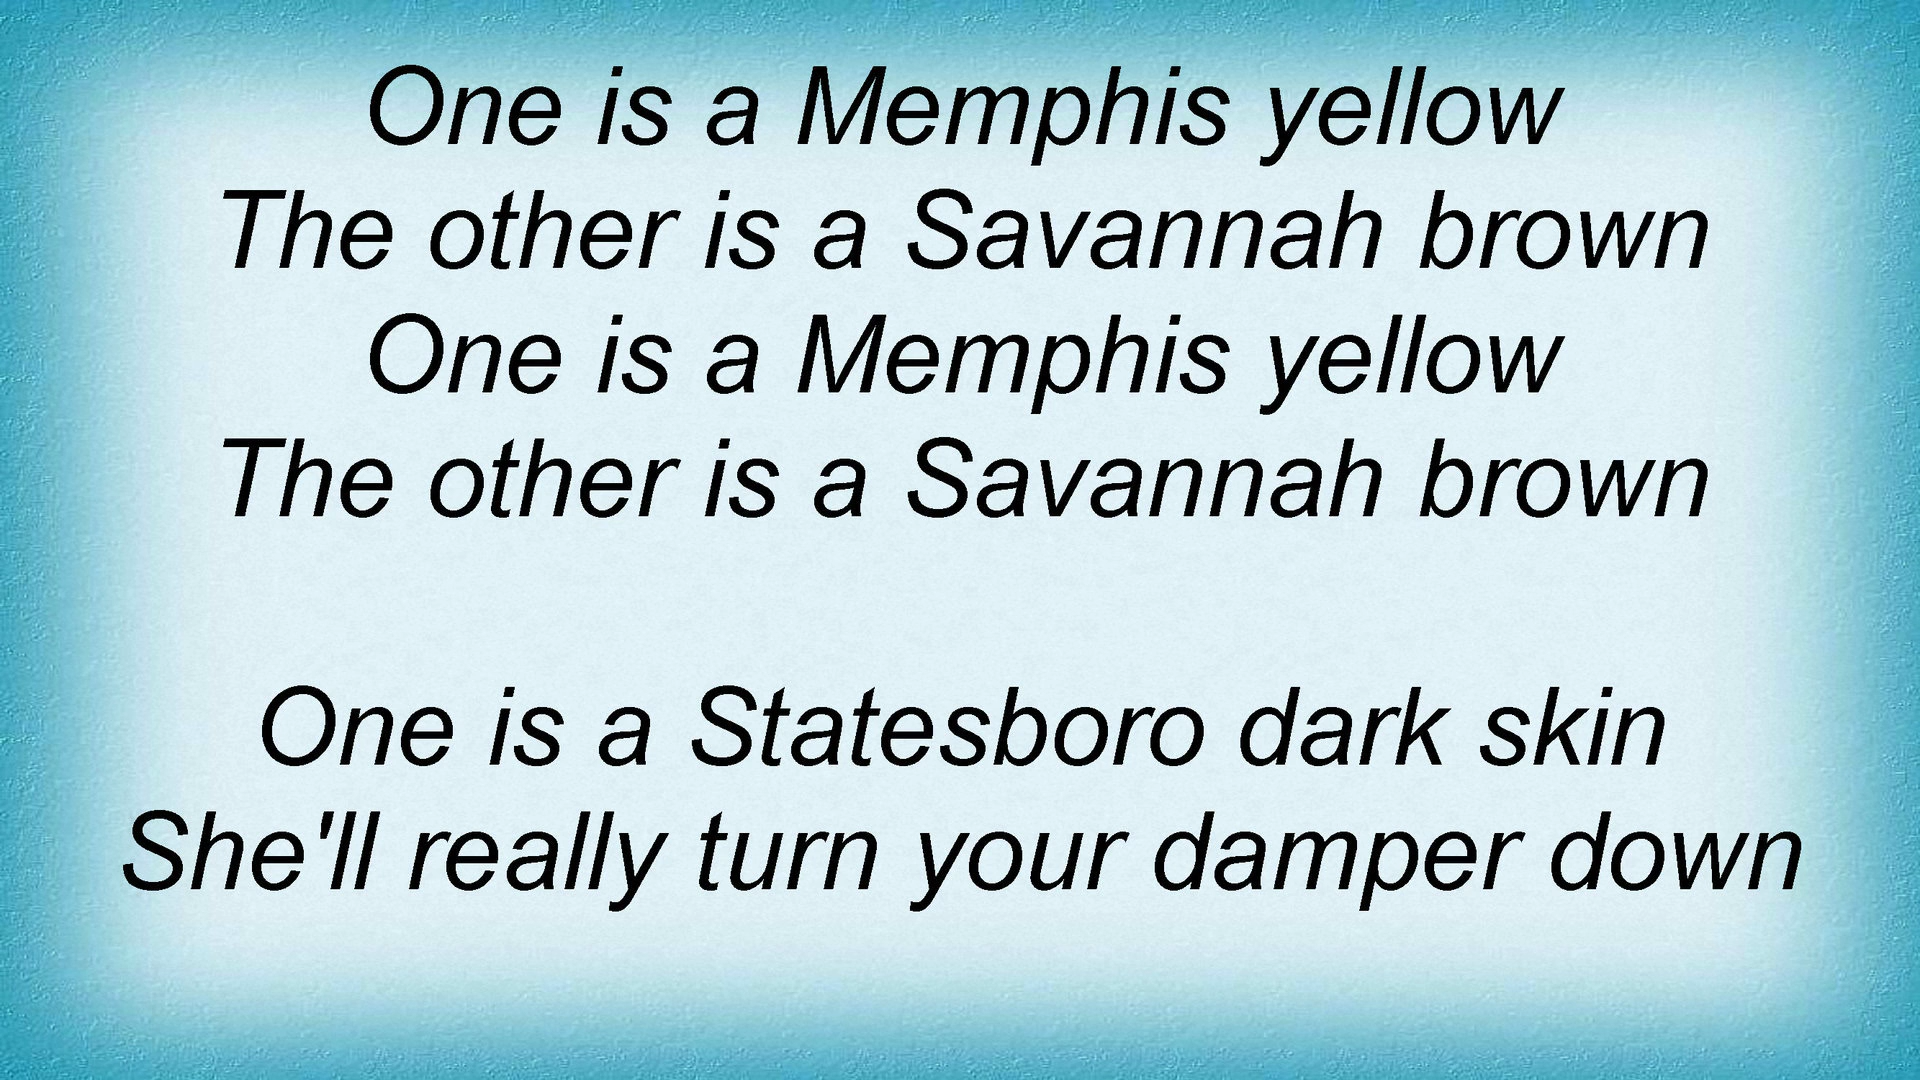 One is a Memphis yellow
The other is a Savannah brown
One is a Memphis yellow
The other is a Savannah brown
One is a Statesboro dark skin
She'll really turn your damper down